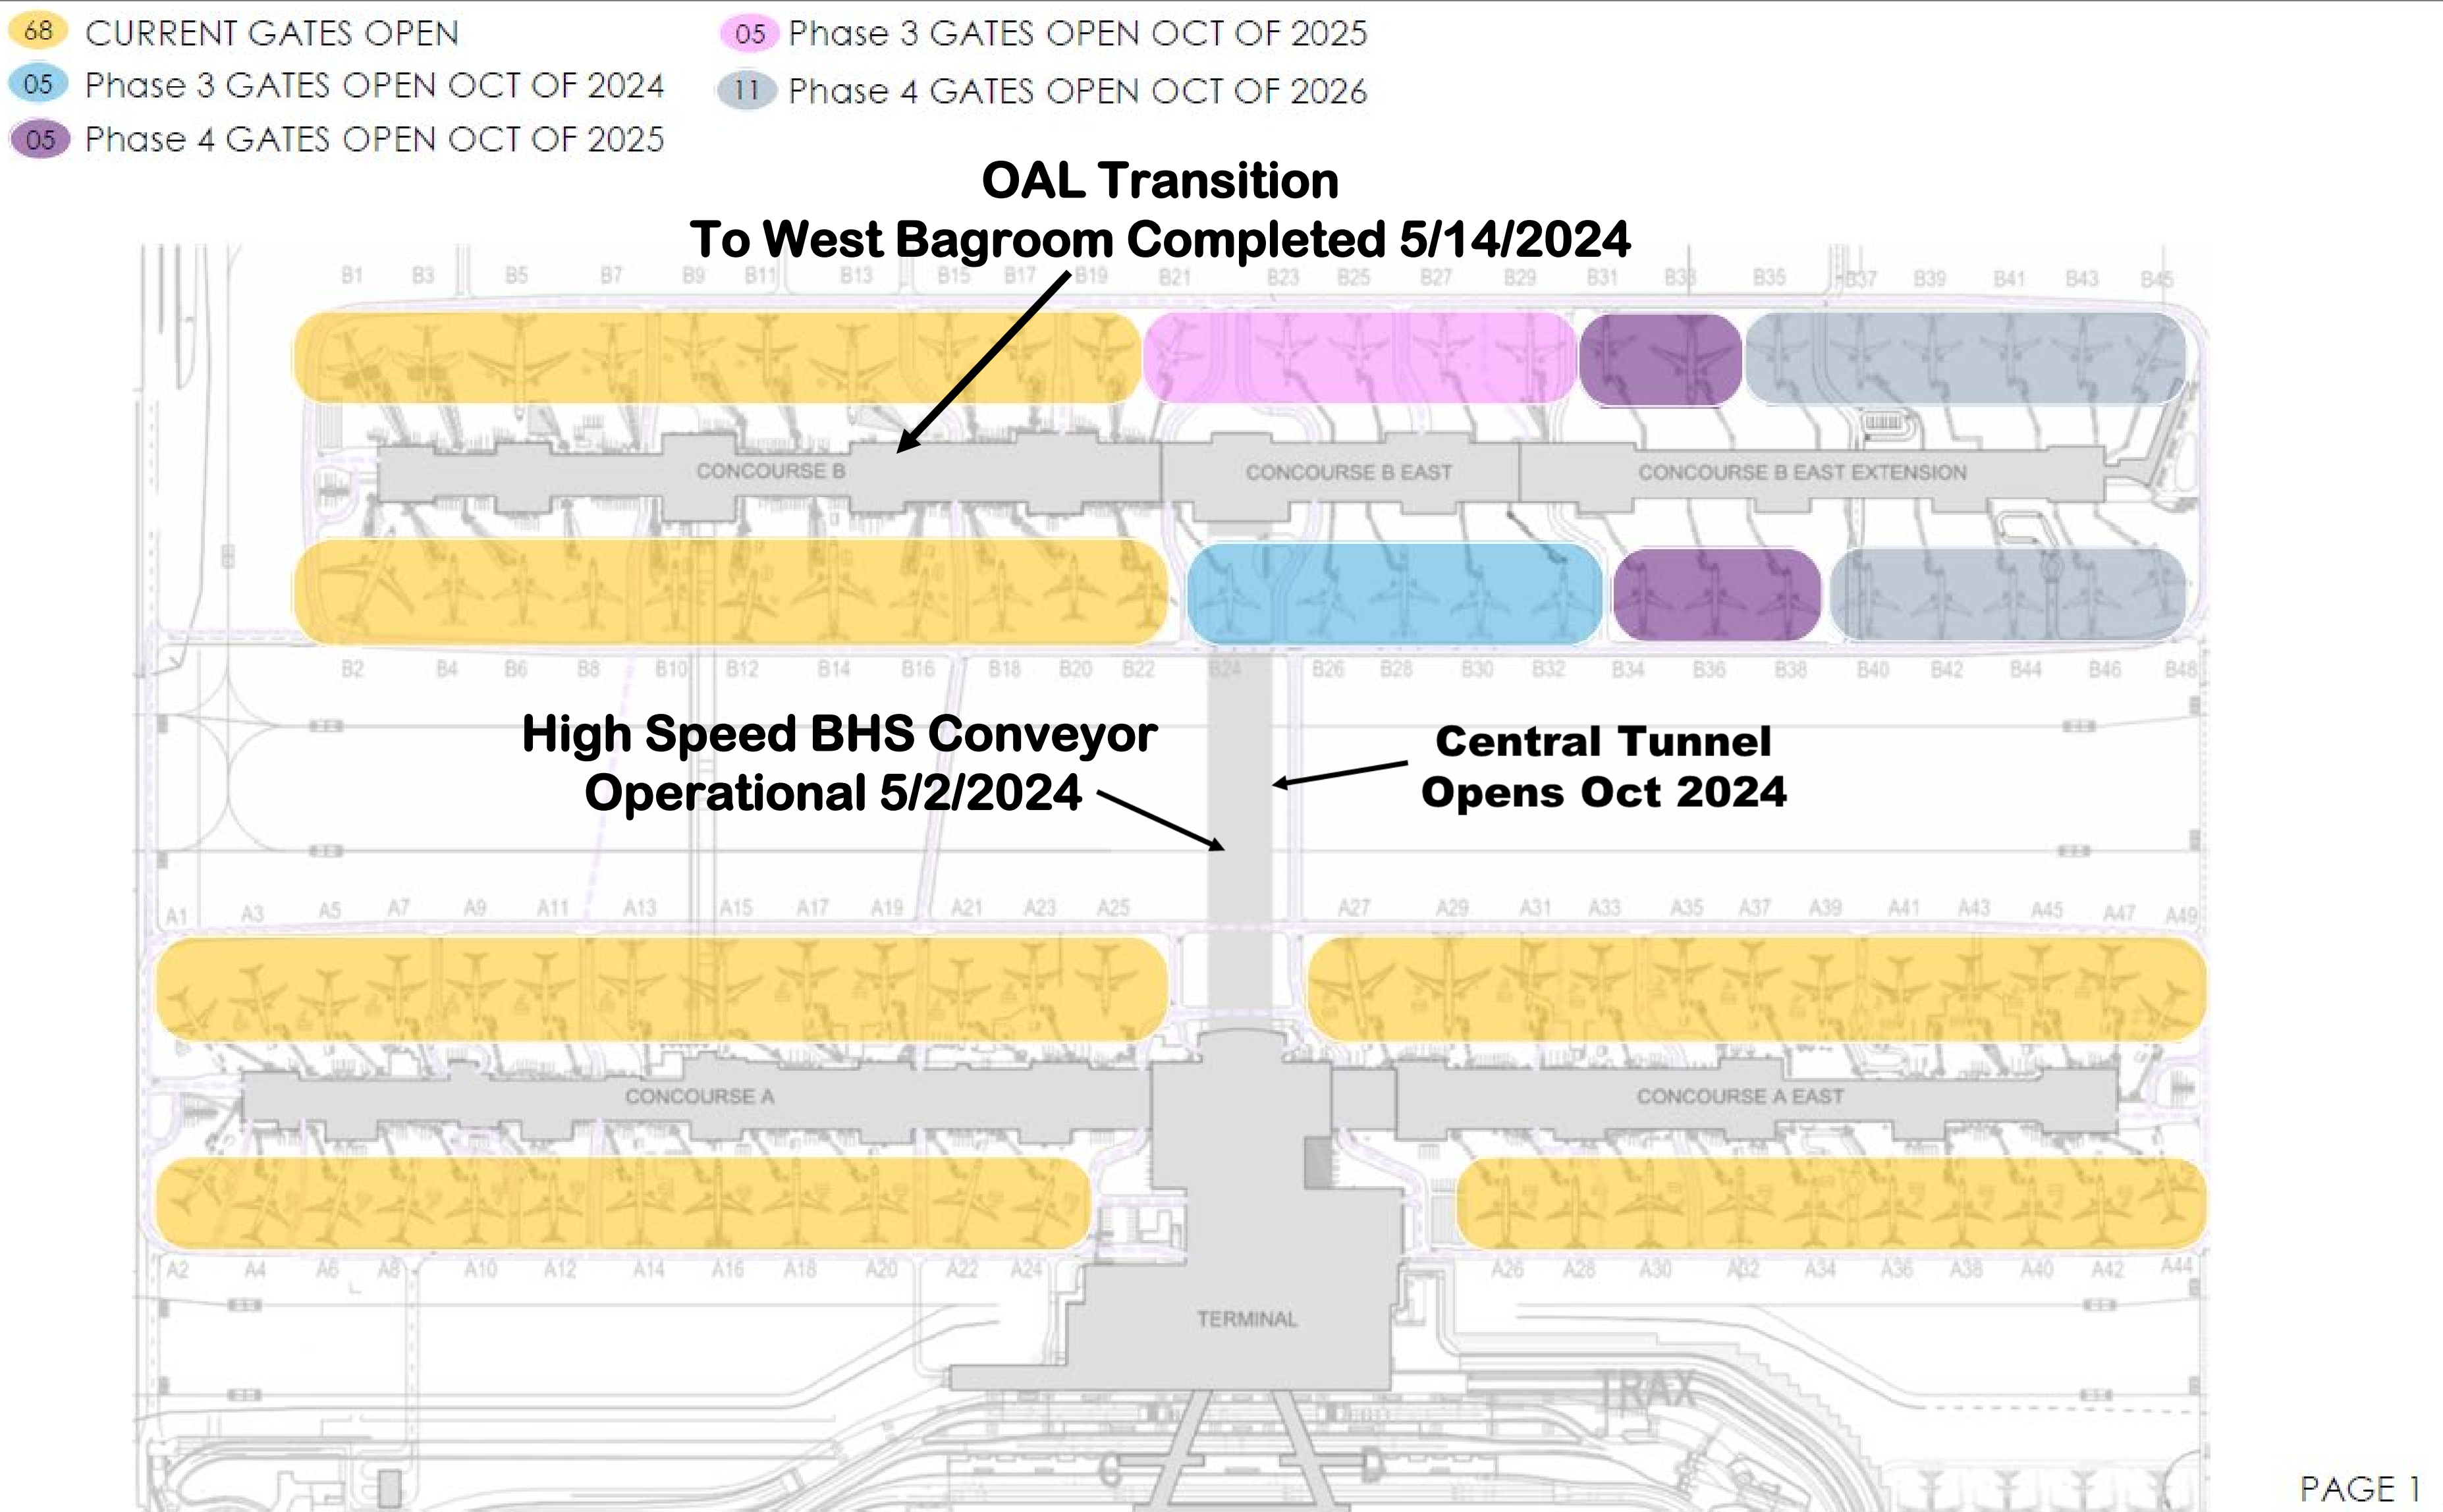 68 CURRENT GATES OPEN
05 Phase 3 GATES OPEN OCT OF 2024
05 Phase 4 GATES OPEN OCT OF 2025
05 Phase 3 GATES OPEN OCT OF 2025
11 Phase 4 GATES OPEN OCT OF 2026
OAL Transition
To West Bagroom Completed 5/14/2024
B1 B3 B5 B7 B9 B11 B13 B15 B17 B19 B21 B23 B25 B27 B29 B31 B33 B35 B37 B39 B41 B43 B45
CONCOURSE B CONCOURSE B EAST CONCOURSE B EAST EXTENSION
B2 B4 B6 B8 B10 B12 B14 B16 B18 B20 B22 B24 B26 B28 B30 B32 B34 B36 B38 B40 B42 B44 B46 B48
High Speed BHS Conveyor
Operational 5/2/2024
Central Tunnel
Opens Oct 2024
A1 A3 A5 A7 A9 A11 A13 A15 A17 A19 A21 A23 A25 A27 A29 A31 A33 A35 A37 A39 A41 A43 A45 A47 A49
CONCOURSE A CONCOURSE A EAST
A2 A4 A6 A8 A10 A12 A14 A16 A18 A20 A22 A24 A26 A28 A30 A32 A34 A36 A38 A40 A42 A44
TERMINAL
TRAX
C D
PAGE 1